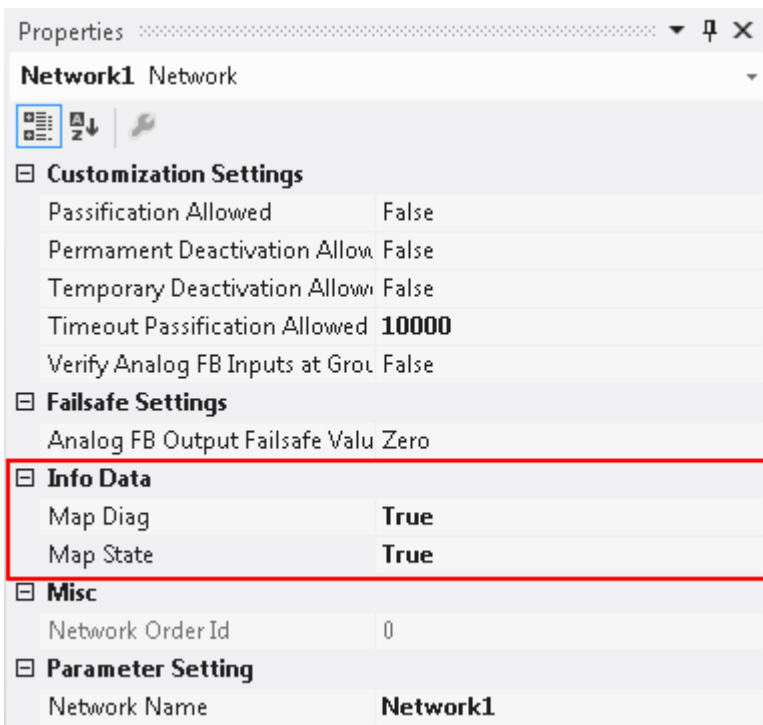 Properties
Network1 Network
Customization Settings
Passification Allowed False
Permament Deactivation Allow False
Temporary Deactivation Allow False
Timeout Passification Allowed 10000
Verify Analog FB Inputs at Grou False
Failsafe Settings
Analog FB Output Failsafe Valu Zero
Info Data
Map Diag True
Map State True
Misc
Network Order Id 0
Parameter Setting
Network Name Network1